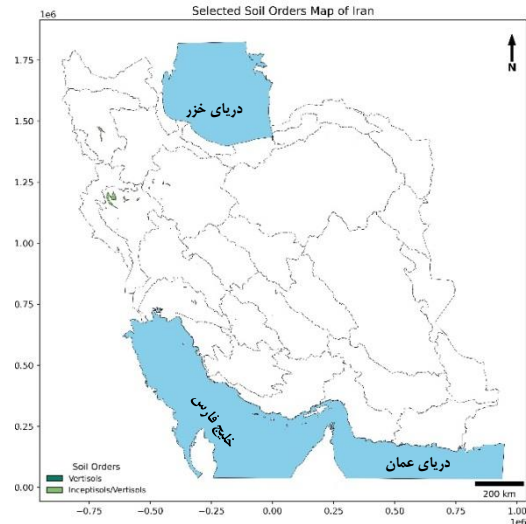 Selected Soil Orders Map of Iran
1e6
1.75
1.50
1.25
1.00
0.75
0.50
0.25
0.00
N
دریای خزر
خلیج فارس
دریای عمان
Soil Orders
Vertisols
Inceptisols/Vertisols
200 km
−0.75
−0.50
−0.25
0.00
0.25
0.50
0.75
1.00
1e6